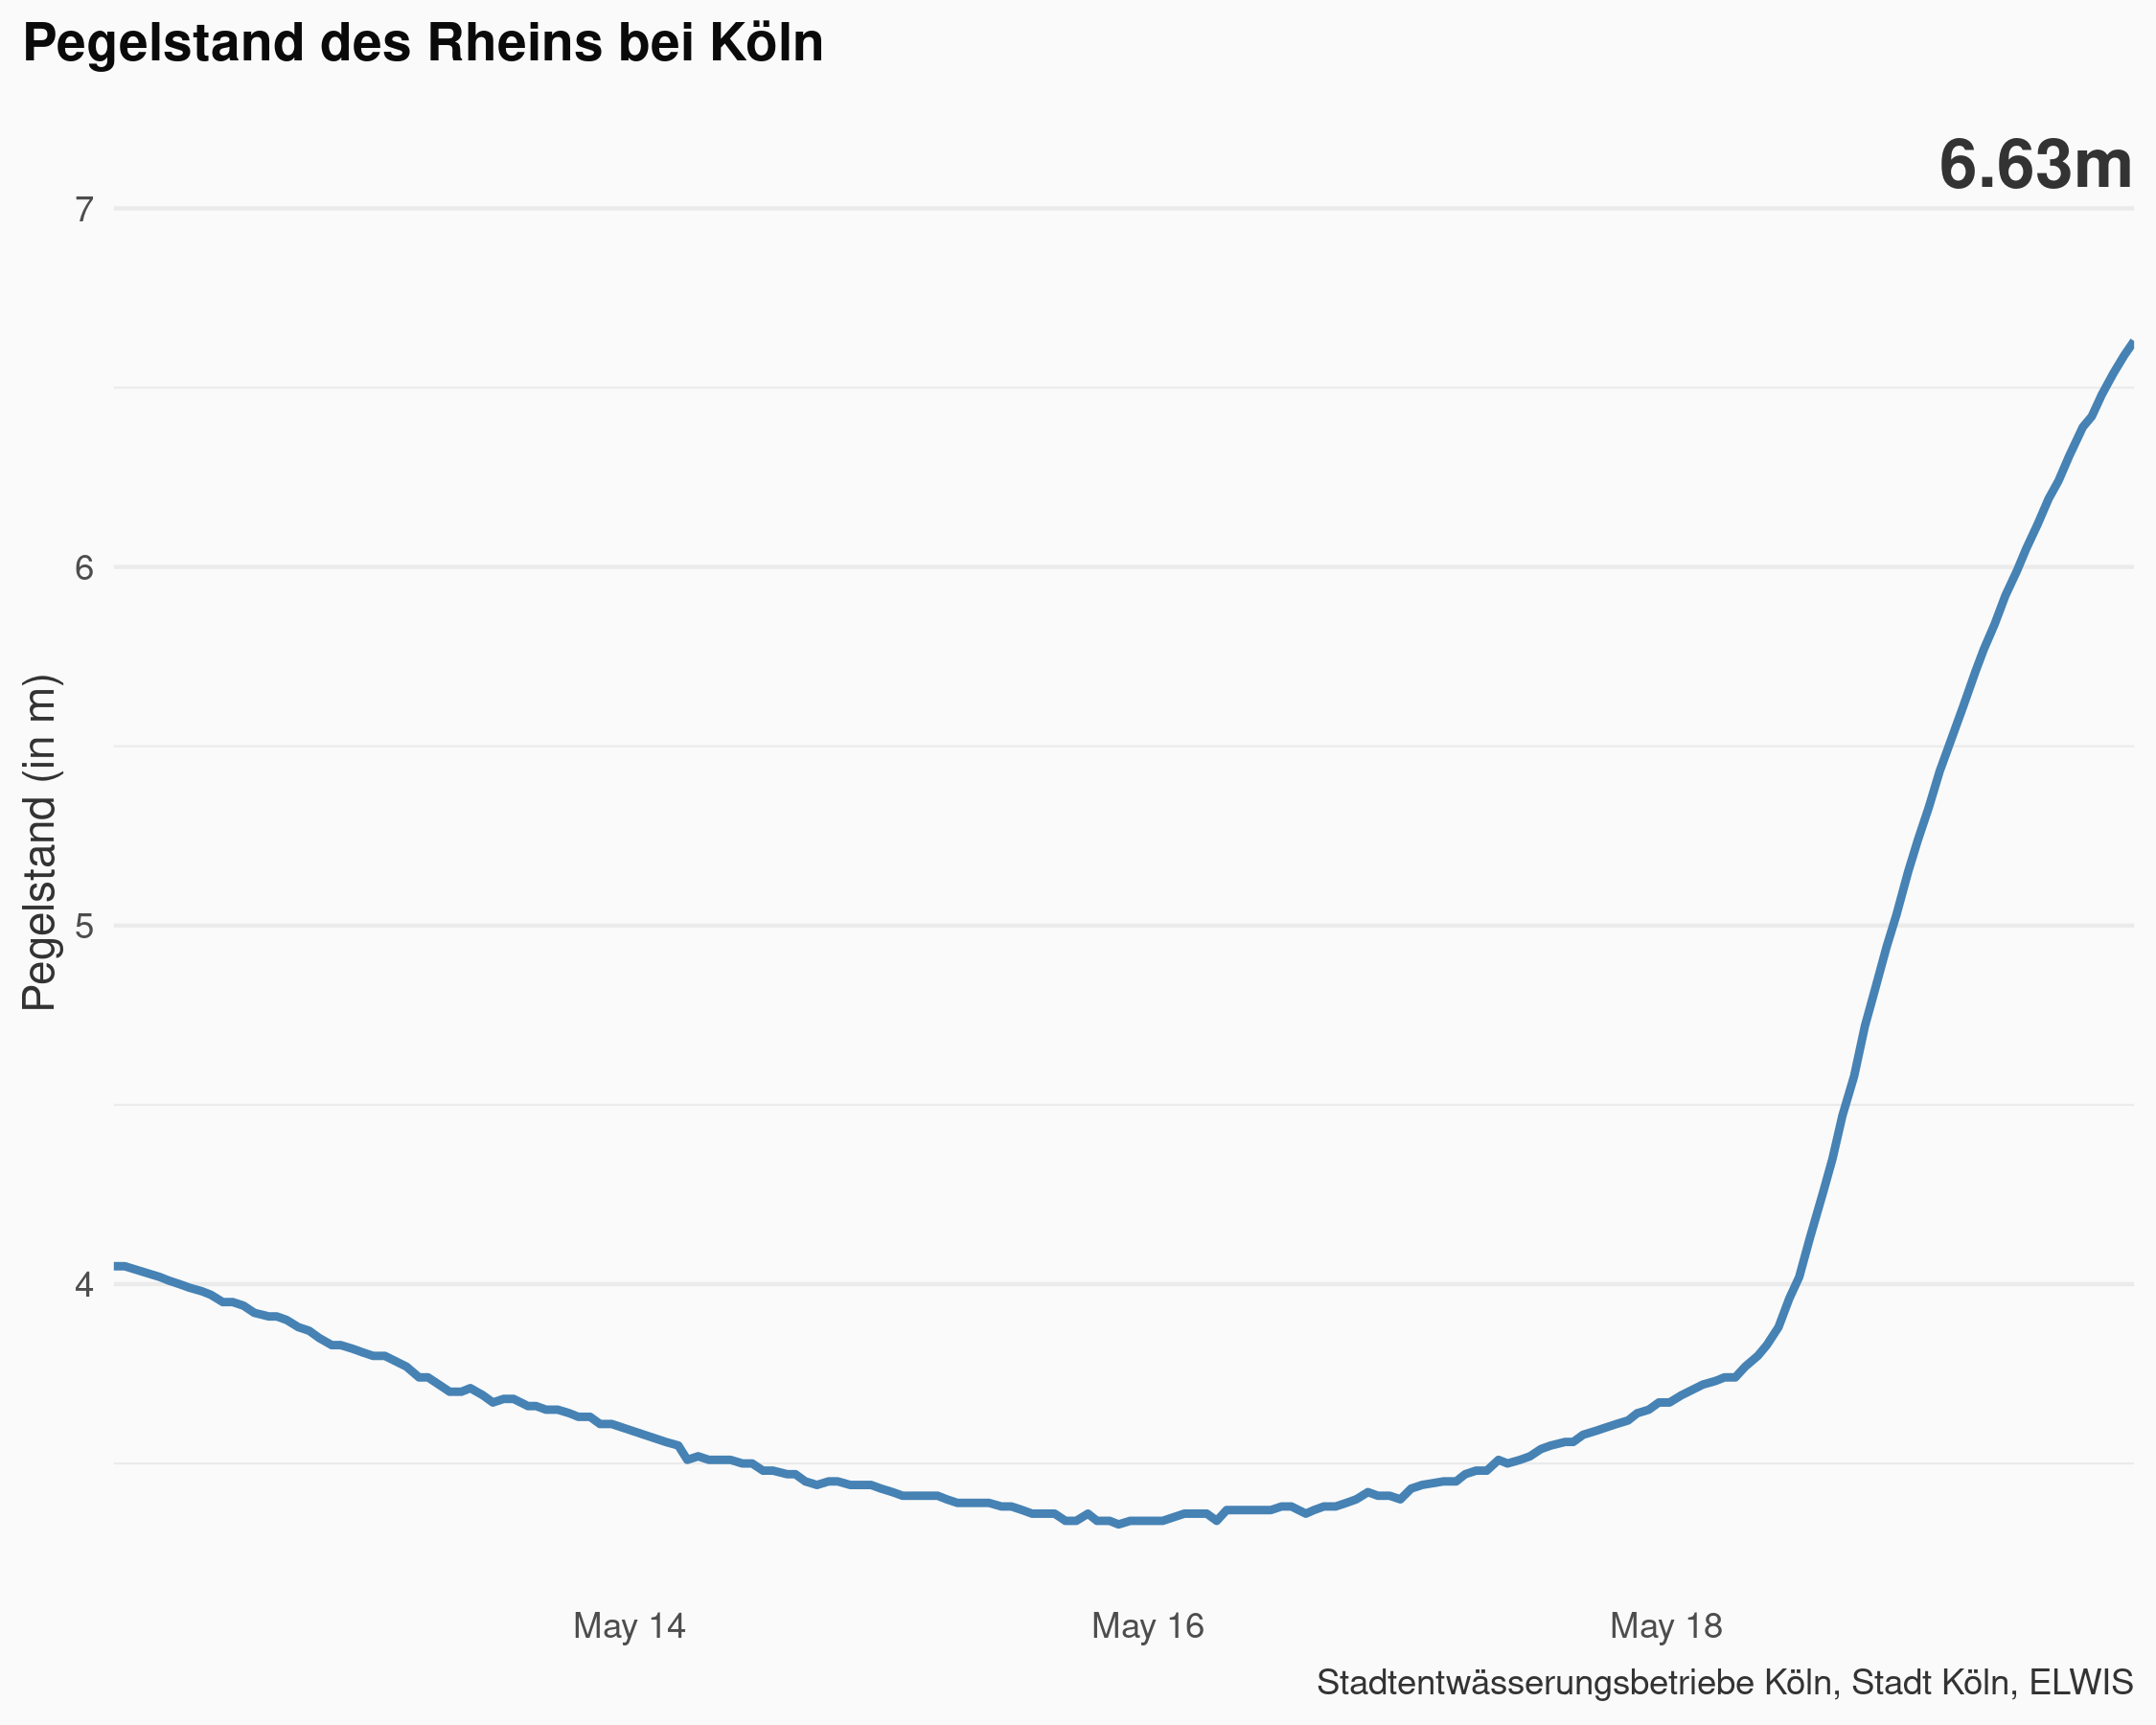 Pegelstand des Rheins bei Köln
6.63m
7
6
5
4
Pegelstand (in m)
May 14
May 16
May 18
Stadtentwässerungsbetriebe Köln, Stadt Köln, ELWIS